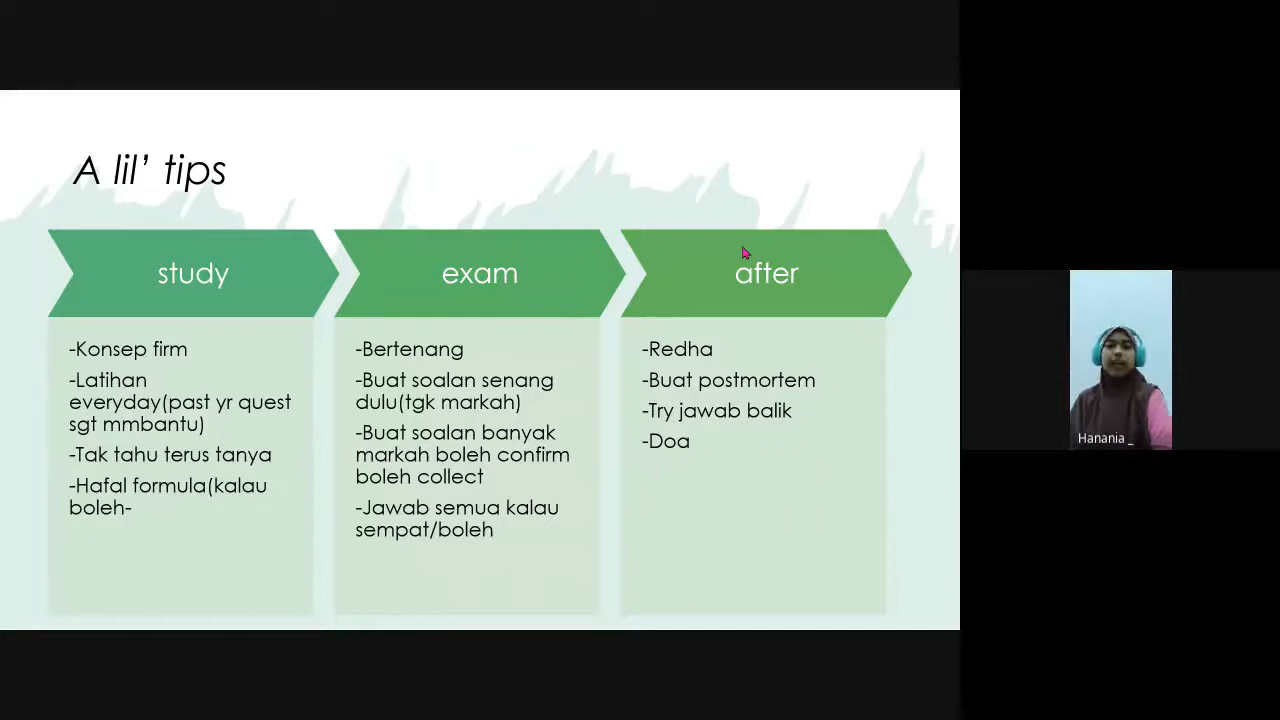 A lil’ tips
study
-Konsep firm
-Latihan
everyday(past yr quest
sgt mmbantu)
-Tak tahu terus tanya
-Hafal formula(kalau
boleh-
exam
-Bertenang
-Buat soalan senang
dulu(tgk markah)
-Buat soalan banyak
markah boleh confirm
boleh collect
-Jawab semua kalau
sempat/boleh
after
-Redha
-Buat postmortem
-Try jawab balik
-Doa
Hanania _